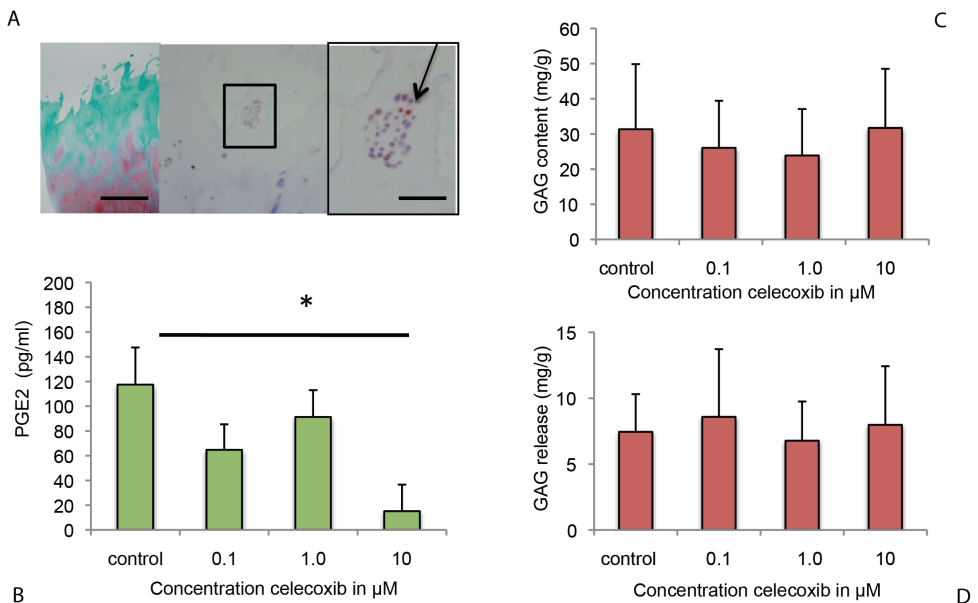 A
C
GAG content (mg/g)
60
50
40
30
20
10
0
control 0.1 1.0 10
Concentration celecoxib in µM
PGE2 (pg/ml)
200
180
160
140
120
100
80
60
40
20
0
*
control 0.1 1.0 10
Concentration celecoxib in µM
B
GAG release (mg/g)
15
10
5
0
control 0.1 1.0 10
Concentration celecoxib in µM
D